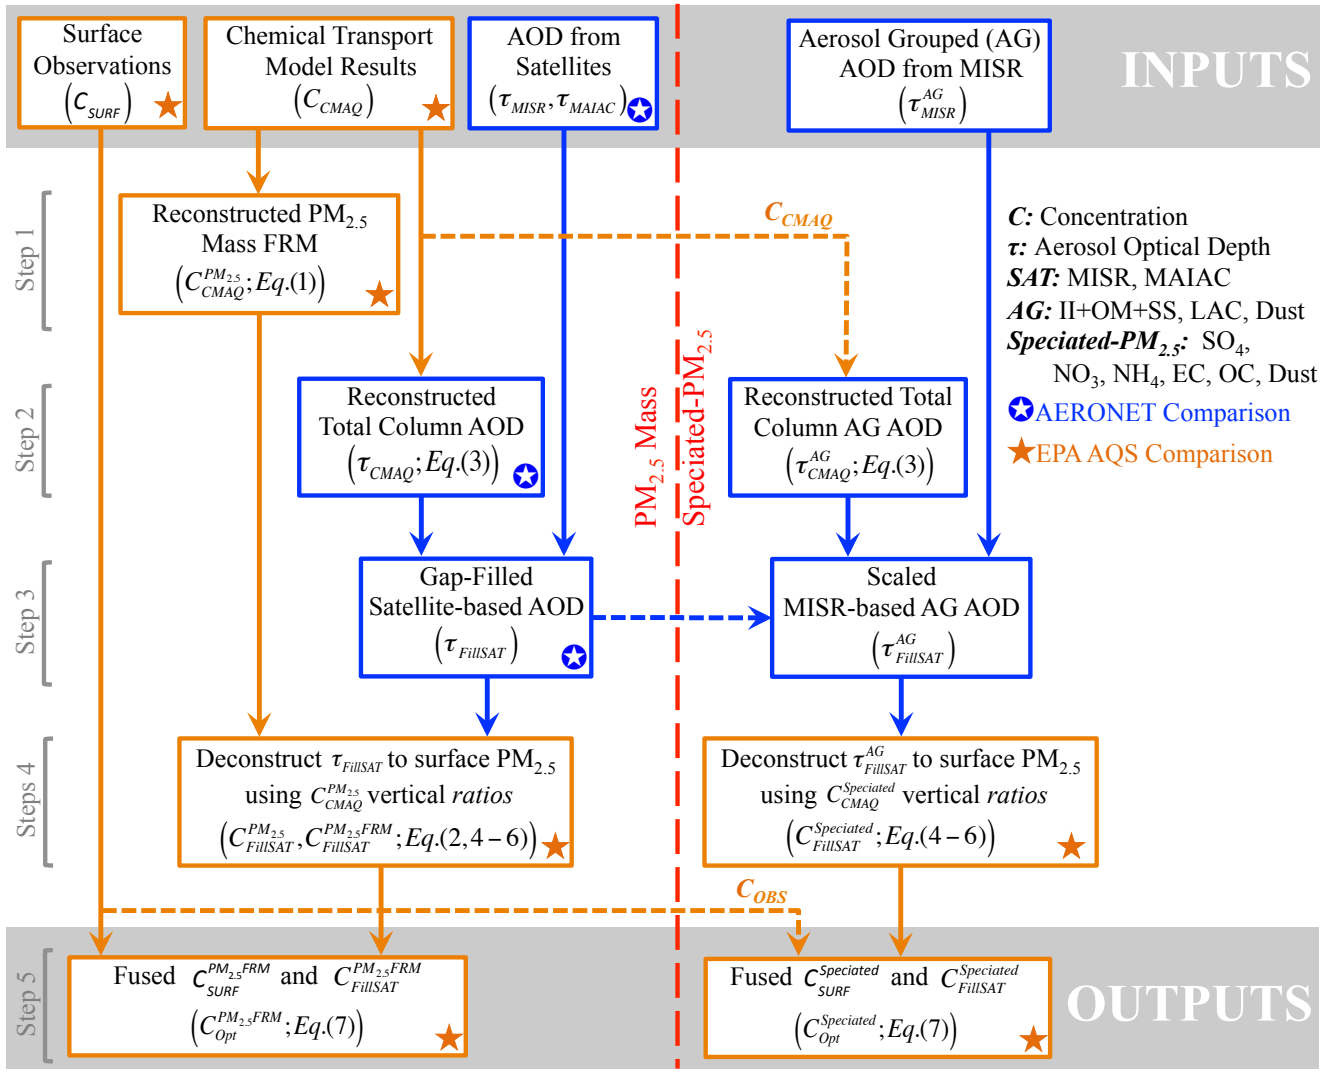 Surface
Observations
(C_SURF)
Chemical Transport
Model Results
(C_CMAQ)
AOD from
Satellites
(τ_MISR, τ_MAIAC)
Aerosol Grouped (AG)
AOD from MISR
(τ^AG_MISR)
INPUTS
Step 1
Reconstructed PM2.5
Mass FRM
(C^PM2.5_CMAQ; Eq.(1))
C_CMAQ
C: Concentration
τ: Aerosol Optical Depth
SAT: MISR, MAIAC
AG: II+OM+SS, LAC, Dust
Speciated-PM2.5: SO4,
NO3, NH4, EC, OC, Dust
AERONET Comparison
EPA AQS Comparison
Step 2
Reconstructed
Total Column AOD
(τ_CMAQ; Eq.(3))
PM2.5 Mass
Speciated-PM2.5
Reconstructed Total
Column AG AOD
(τ^AG_CMAQ; Eq.(3))
Step 3
Gap-Filled
Satellite-based AOD
(τ_FillSAT)
Scaled
MISR-based AG AOD
(τ^AG_FillSAT)
Steps 4
Deconstruct τ_FillSAT to surface PM2.5
using C^PM2.5_CMAQ vertical ratios
(C^PM2.5_FillSAT, C^PM2.5FRM_FillSAT; Eq.(2, 4 – 6))
Deconstruct τ^AG_FillSAT to surface PM2.5
using C^Speciated_CMAQ vertical ratios
(C^Speciated_FillSAT; Eq.(4 – 6))
C_OBS
Step 5
Fused C^PM2.5FRM_SURF and C^PM2.5FRM_FillSAT
(C^PM2.5FRM_Opt; Eq.(7))
Fused C^Speciated_SURF and C^Speciated_FillSAT
(C^Speciated_Opt; Eq.(7))
OUTPUTS